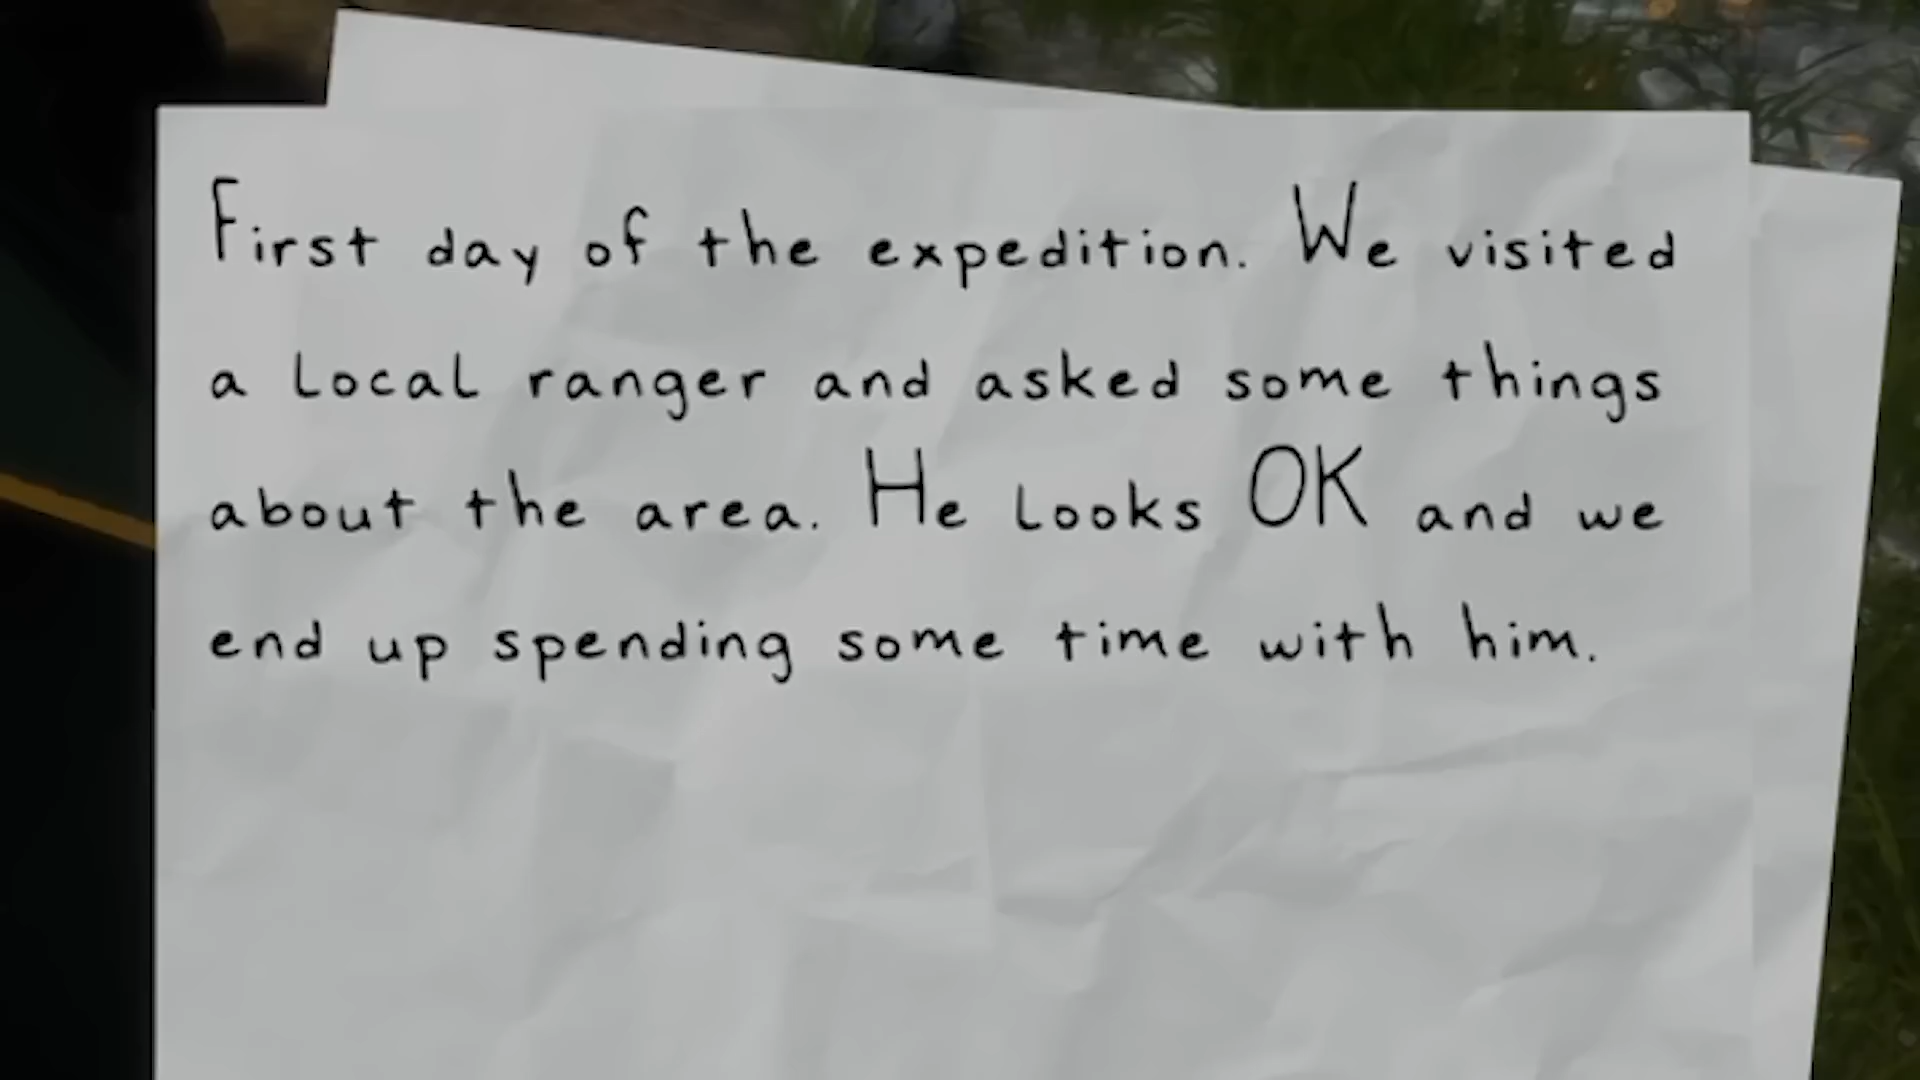 First day of the expedition. We visited
a local ranger and asked some things
about the area. He looks OK and we
end up spending some time with him.